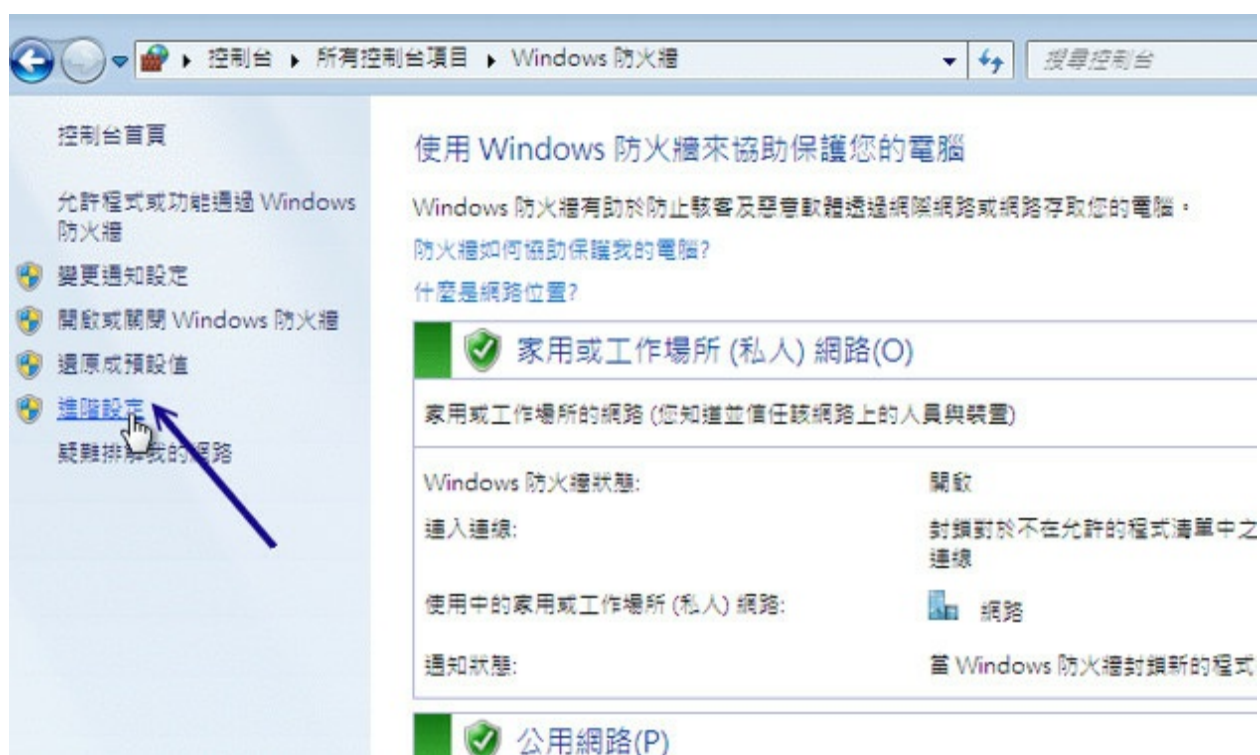 控制台 ▸ 所有控制台項目 ▸ Windows 防火牆
搜尋控制台
控制台首頁
允許程式或功能通過 Windows
防火牆
變更通知設定
開啟或關閉 Windows 防火牆
還原成預設值
進階設定
疑難排解我的網路
使用 Windows 防火牆來協助保護您的電腦
Windows 防火牆有助於防止駭客及惡意軟體透過網際網路或網路存取您的電腦。
防火牆如何協助保護我的電腦?
什麼是網路位置?
家用或工作場所 (私人) 網路(O)
家用或工作場所的網路 (您知道並信任該網路上的人員與裝置)
Windows 防火牆狀態:
開啟
連入連線:
封鎖對於不在允許的程式清單中之
連線
使用中的家用或工作場所 (私人) 網路:
網路
通知狀態:
當 Windows 防火牆封鎖新的程式
公用網路(P)